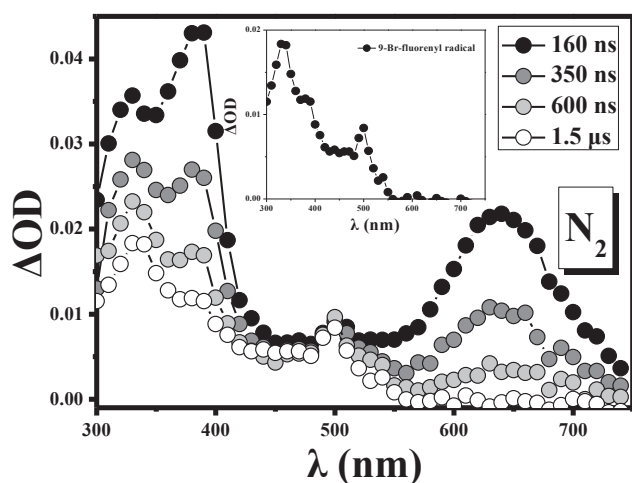 0.04
0.03
0.02
0.01
0.00
ΔOD
300
400
500
600
700
λ (nm)
0.02
0.01
0.00
ΔOD
300
400
500
600
700
λ (nm)
9-Br-fluorenyl radical
160 ns
350 ns
600 ns
1.5 μs
N2